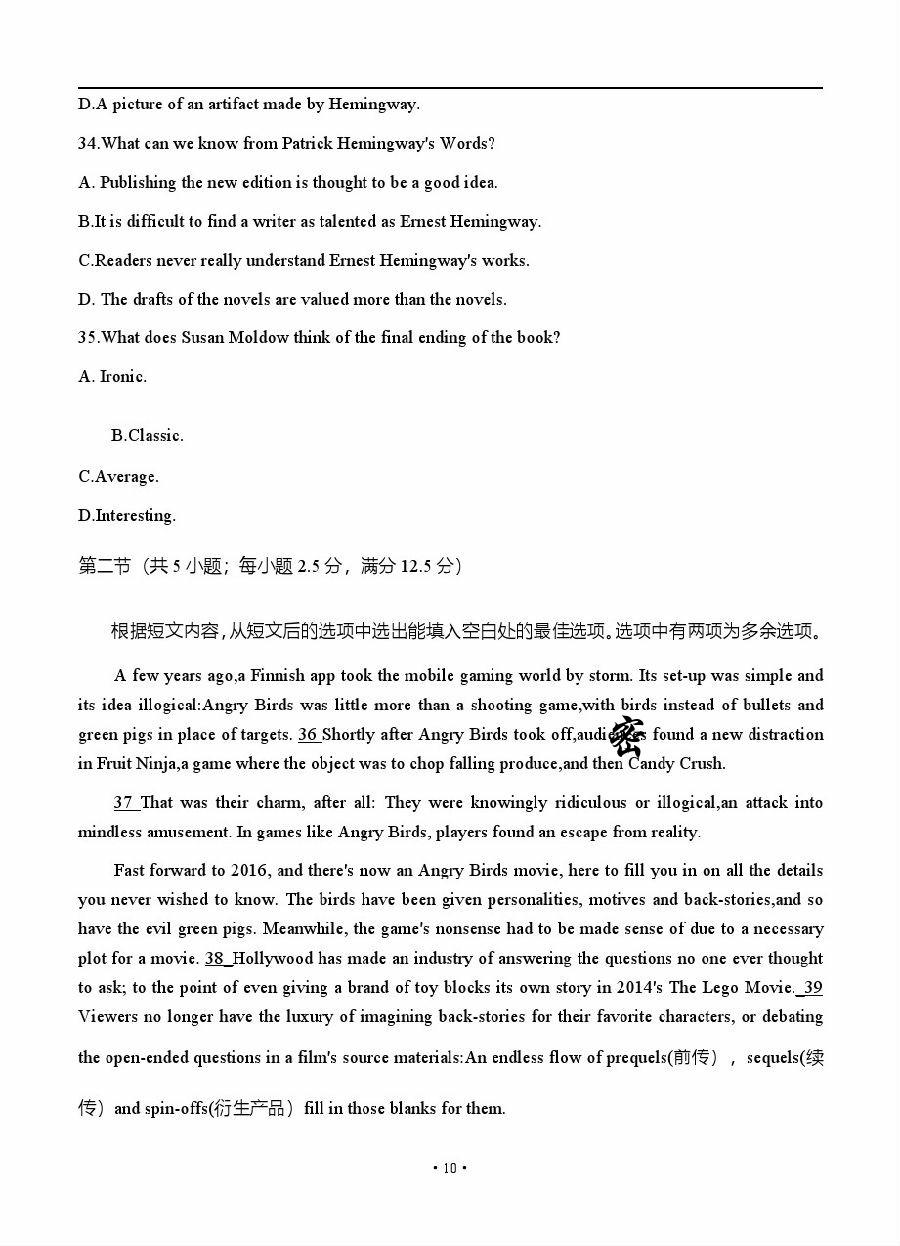 D.A picture of an artifact made by Hemingway.
34.What can we know from Patrick Hemingway's Words?
A. Publishing the new edition is thought to be a good idea.
B.It is difficult to find a writer as talented as Ernest Hemingway.
C.Readers never really understand Ernest Hemingway's works.
D. The drafts of the novels are valued more than the novels.
35.What does Susan Moldow think of the final ending of the book?
A. Ironic.
B.Classic.
C.Average.
D.Interesting.
第二节（共 5 小题；每小题 2.5 分，满分 12.5 分）
根据短文内容，从短文后的选项中选出能填入空白处的最佳选项。选项中有两项为多余选项。
A few years ago,a Finnish app took the mobile gaming world by storm. Its set-up was simple and
its idea illogical:Angry Birds was little more than a shooting game,with birds instead of bullets and
green pigs in place of targets. 36 Shortly after Angry Birds took off,audiences found a new distraction
in Fruit Ninja,a game where the object was to chop falling produce,and then Candy Crush.
密
37 That was their charm, after all: They were knowingly ridiculous or illogical,an attack into
mindless amusement. In games like Angry Birds, players found an escape from reality.
Fast forward to 2016, and there's now an Angry Birds movie, here to fill you in on all the details
you never wished to know. The birds have been given personalities, motives and back-stories,and so
have the evil green pigs. Meanwhile, the game's nonsense had to be made sense of due to a necessary
plot for a movie. 38 Hollywood has made an industry of answering the questions no one ever thought
to ask; to the point of even giving a brand of toy blocks its own story in 2014's The Lego Movie. 39
Viewers no longer have the luxury of imagining back-stories for their favorite characters, or debating
the open-ended questions in a film's source materials:An endless flow of prequels(前传），sequels(续
传）and spin-offs(衍生产品）fill in those blanks for them.
• 10 •